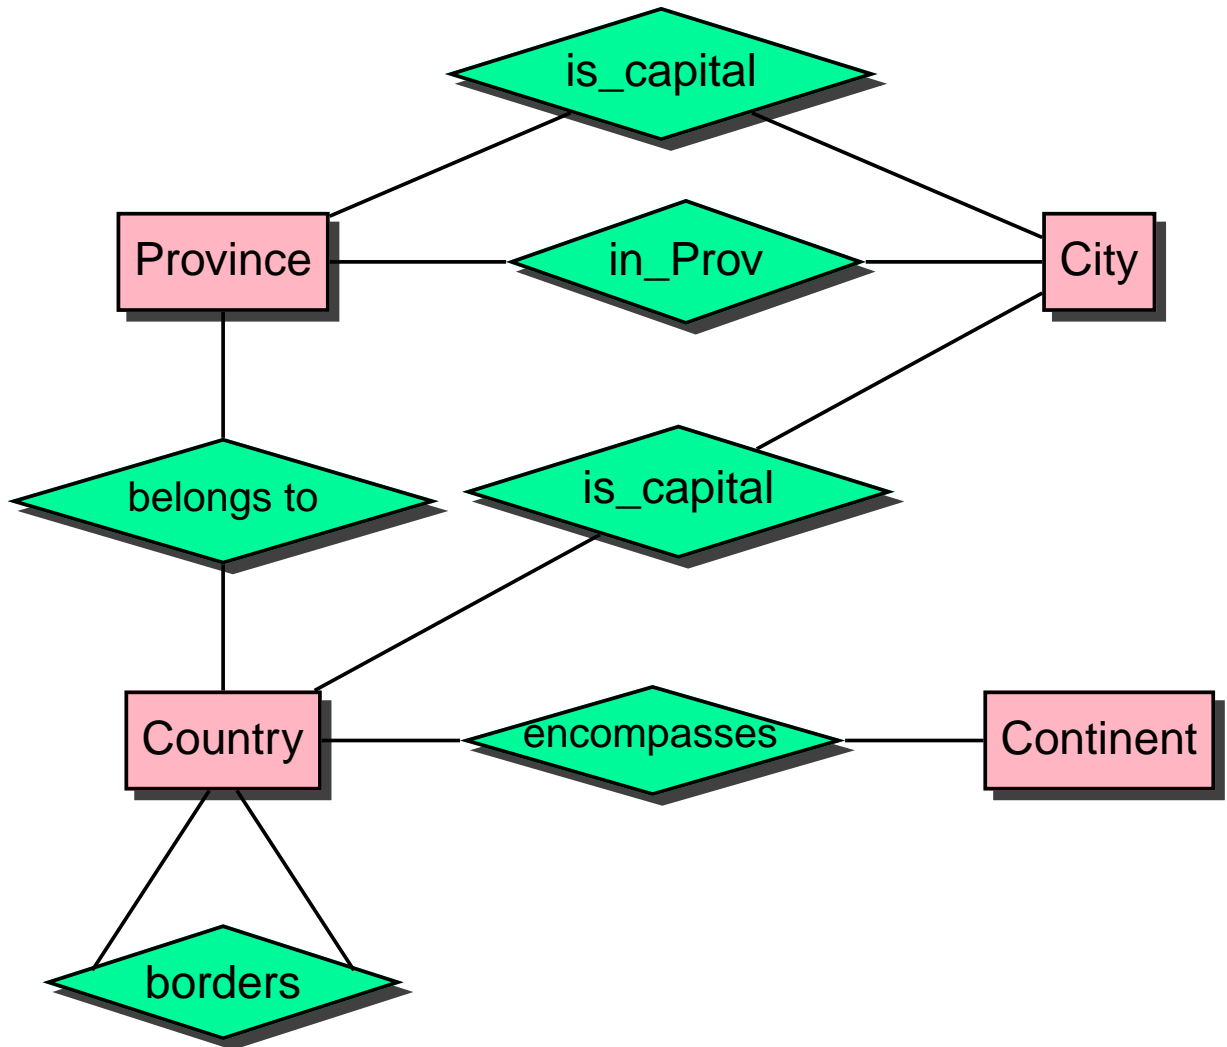 is_capital
Province
in_Prov
City
belongs to
is_capital
Country
encompasses
Continent
borders